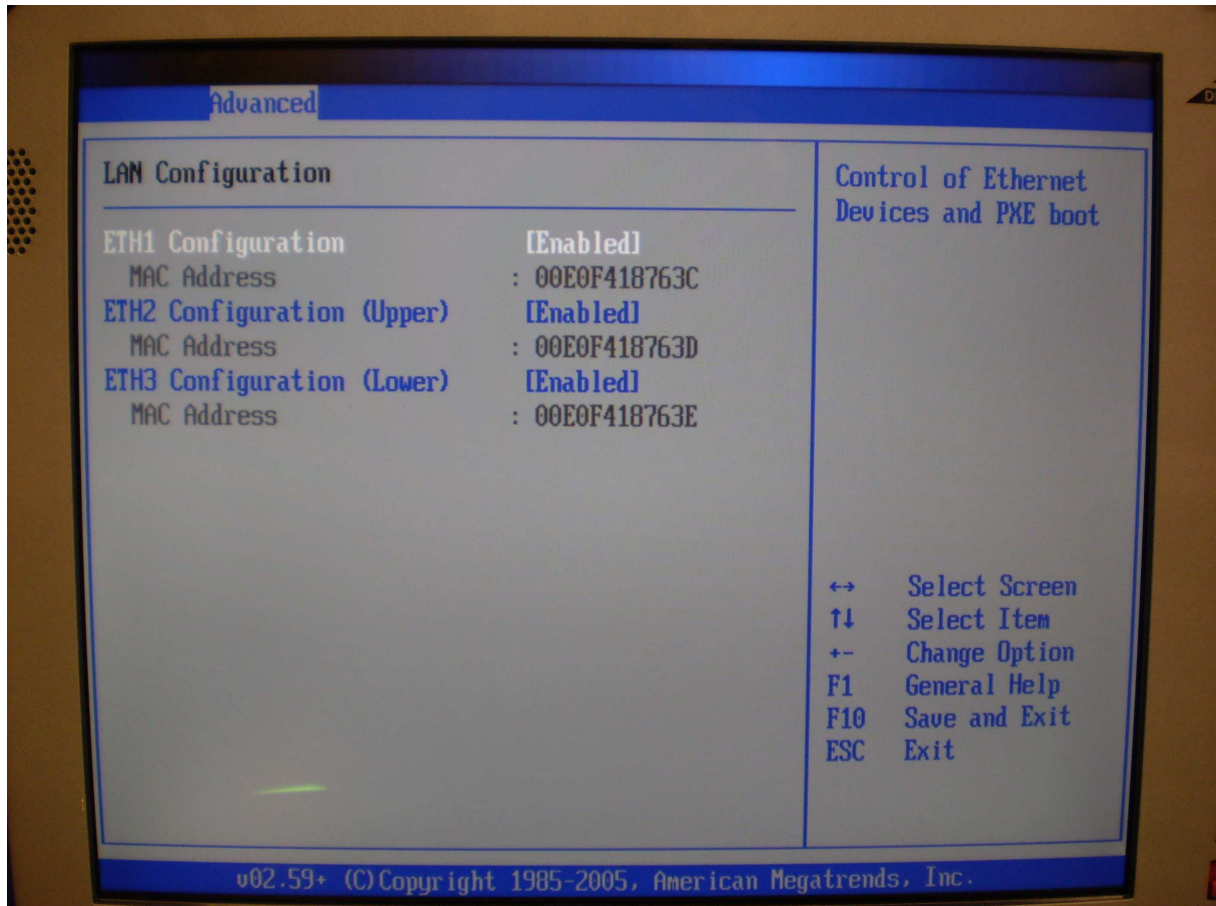 Advanced
LAN Configuration
ETH1 Configuration [Enabled]
MAC Address : 00E0F418763C
ETH2 Configuration (Upper) [Enabled]
MAC Address : 00E0F418763D
ETH3 Configuration (Lower) [Enabled]
MAC Address : 00E0F418763E
Control of Ethernet
Devices and PXE boot
↔ Select Screen
↑↓ Select Item
+- Change Option
F1 General Help
F10 Save and Exit
ESC Exit
v02.59+ (C)Copyright 1985-2005, American Megatrends, Inc.